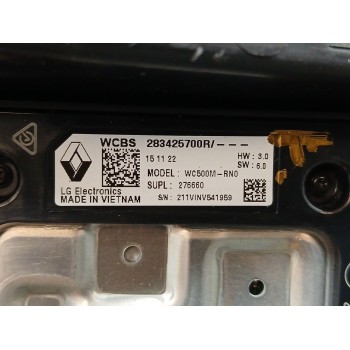 WCBS 283425700R/---
15 11 22
HW: 3.0
SW: 6.0
MODEL: WC500M-RN0
SUPL: 276660
S/N: 211VINV541959
LG Electronics
MADE IN VIETNAM